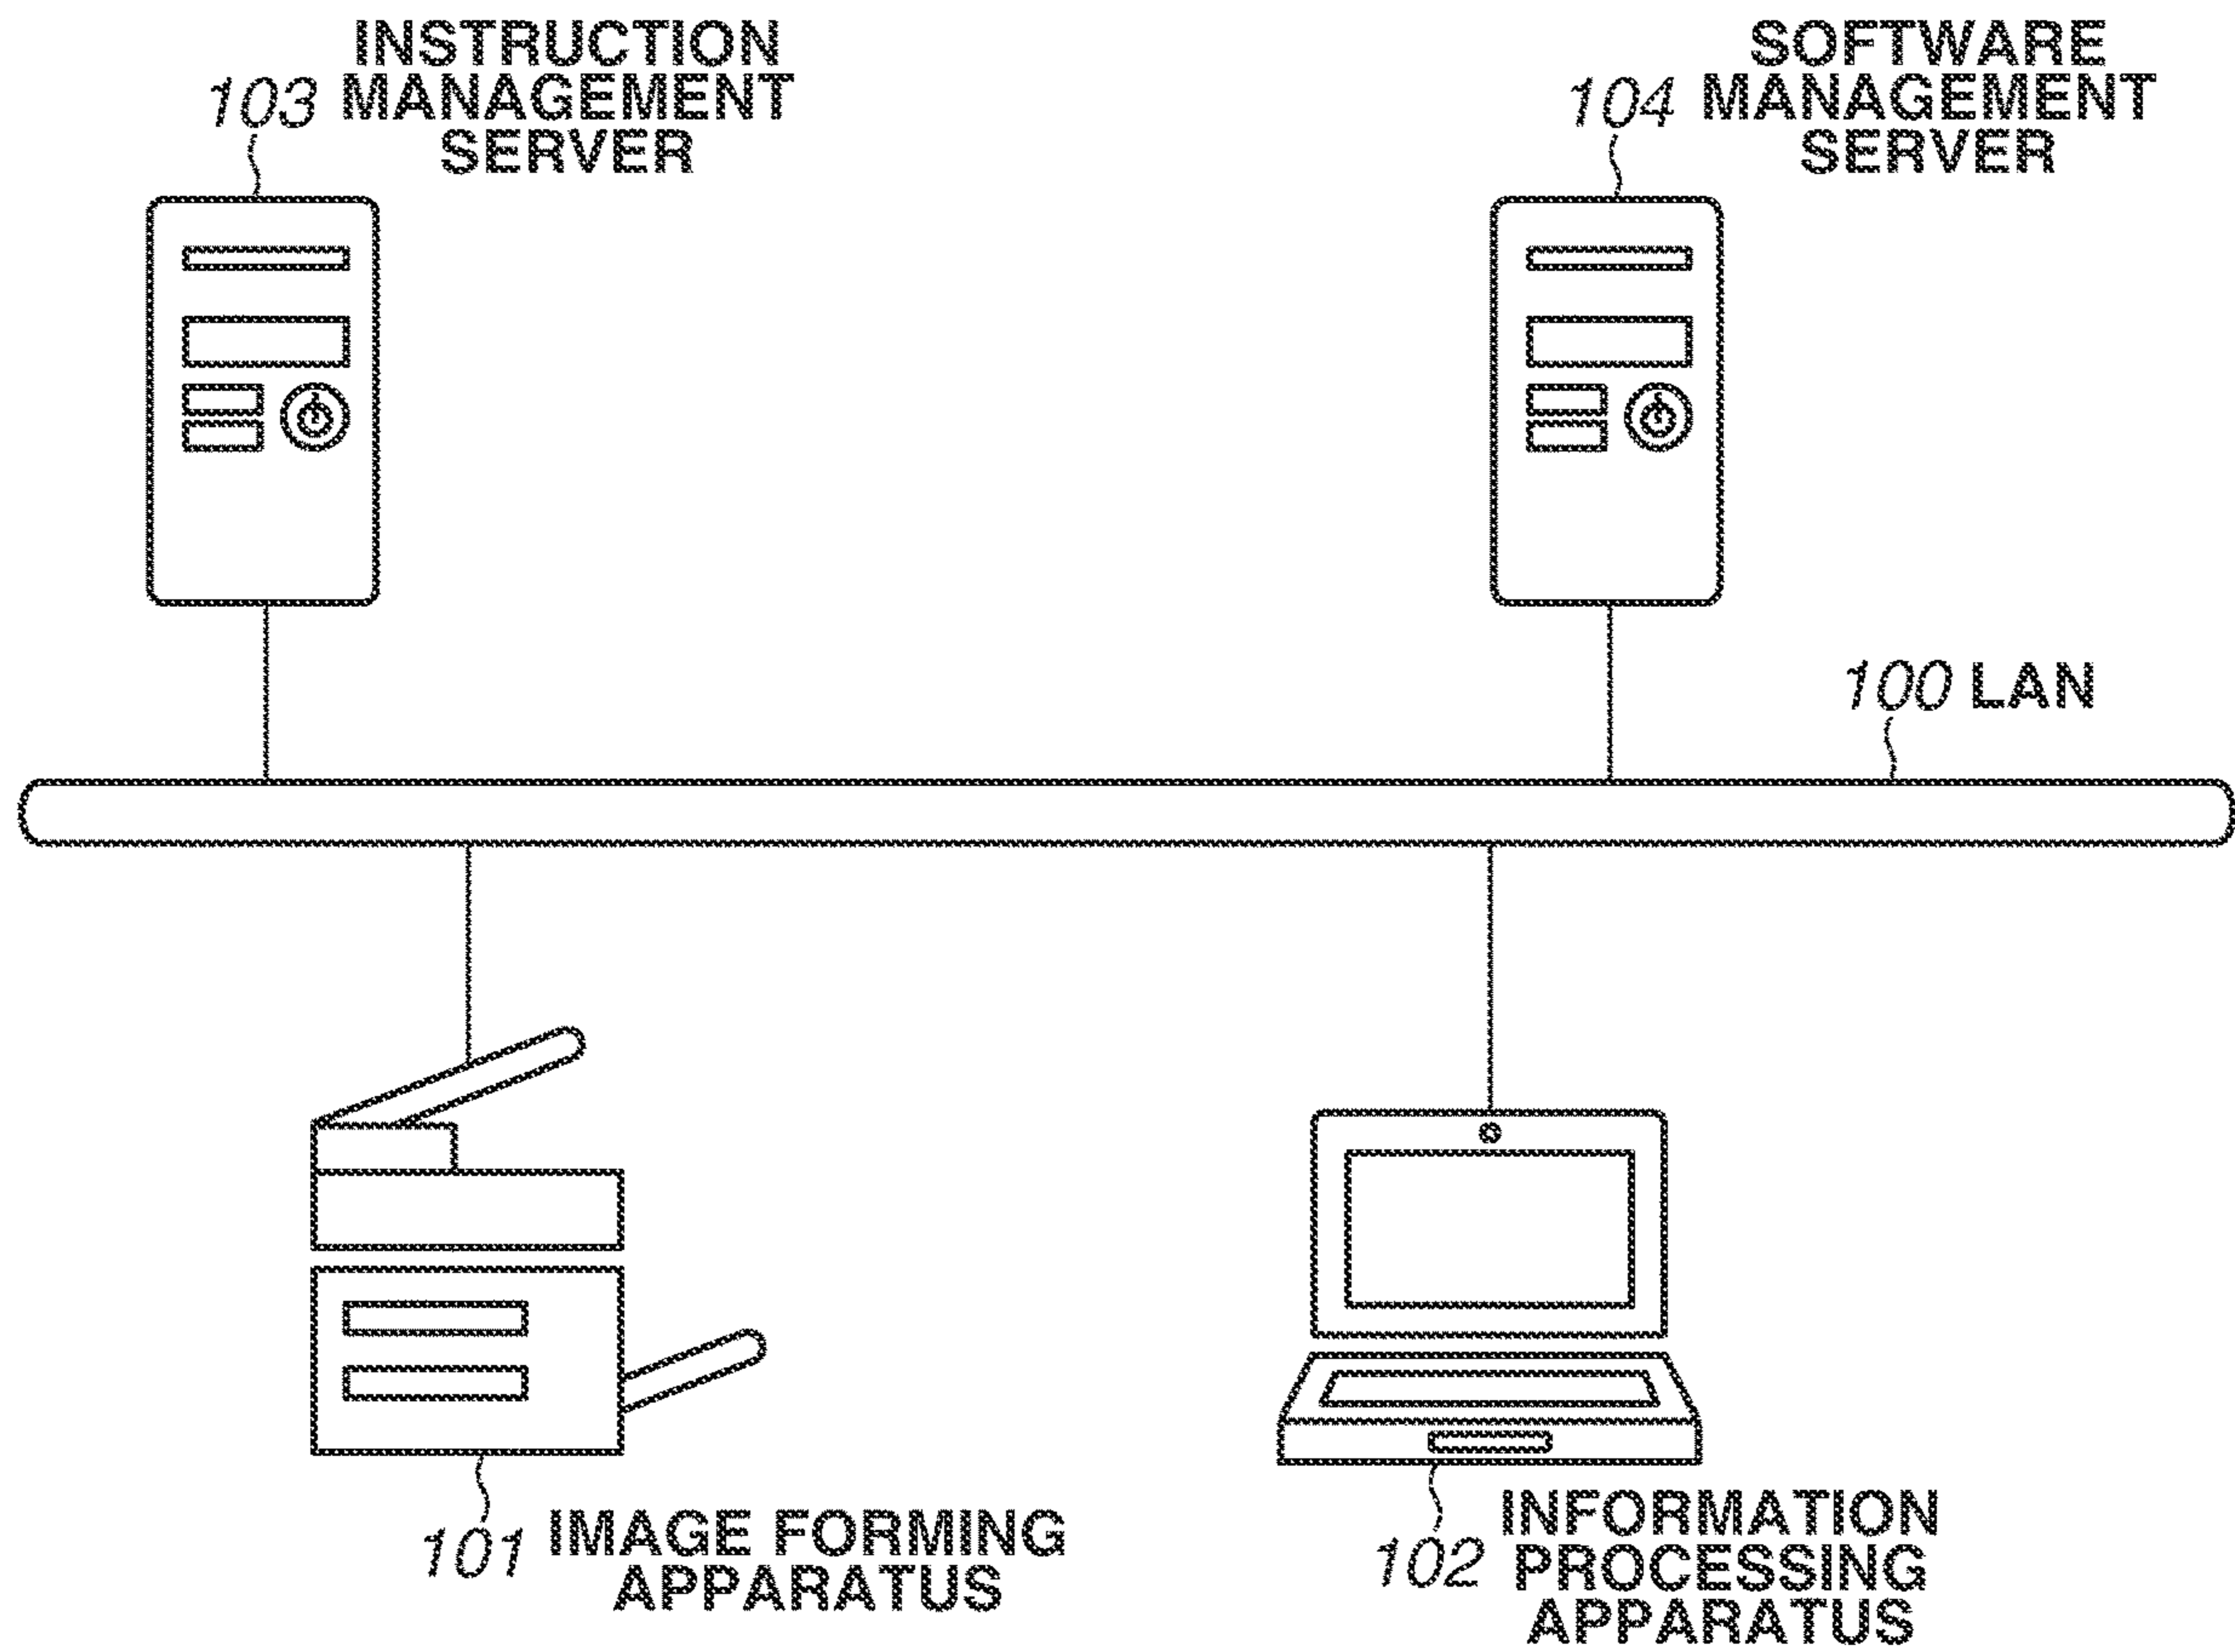 INSTRUCTION
103 MANAGEMENT
SERVER
SOFTWARE
104 MANAGEMENT
SERVER
100 LAN
101 IMAGE FORMING
APPARATUS
INFORMATION
102 PROCESSING
APPARATUS